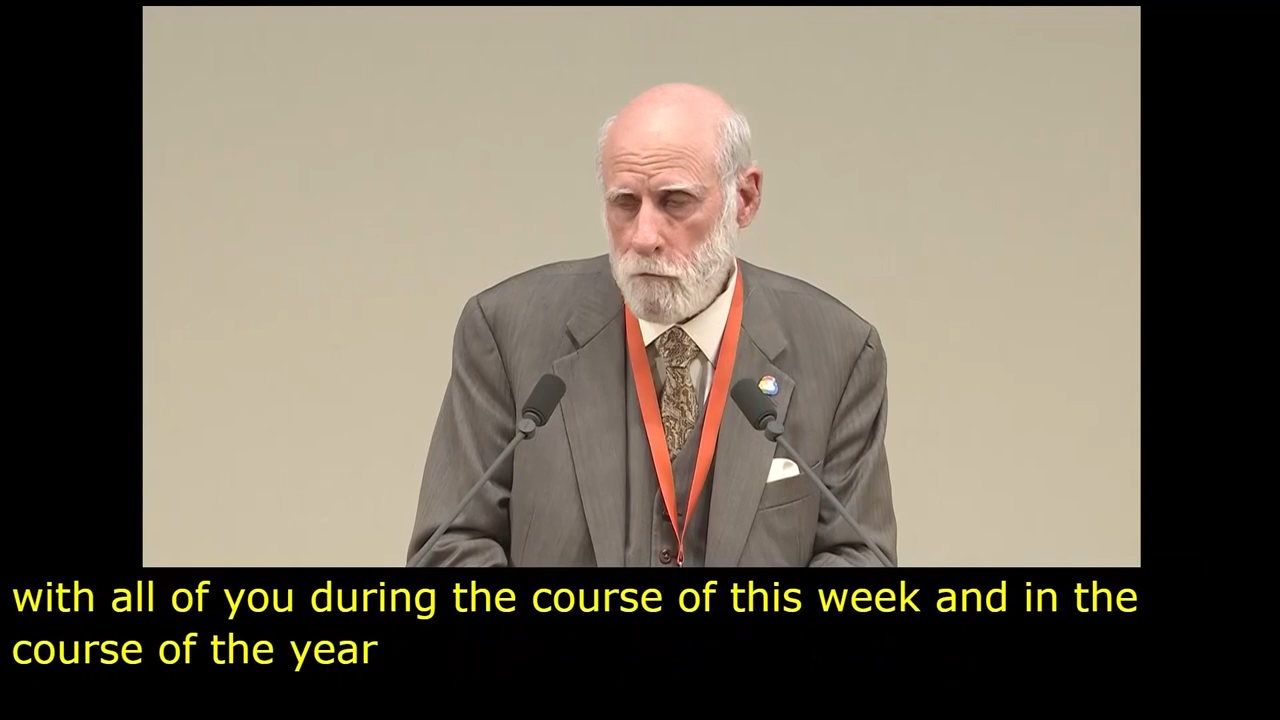 with all of you during the course of this week and in the
course of the year